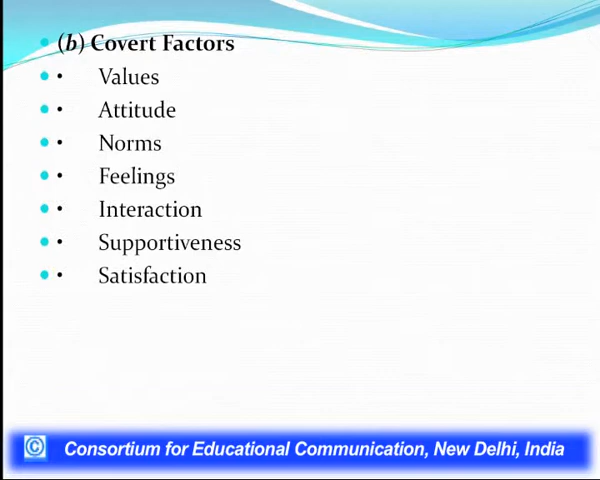 (b) Covert Factors
• Values
• Attitude
• Norms
• Feelings
• Interaction
• Supportiveness
• Satisfaction
© Consortium for Educational Communication, New Delhi, India